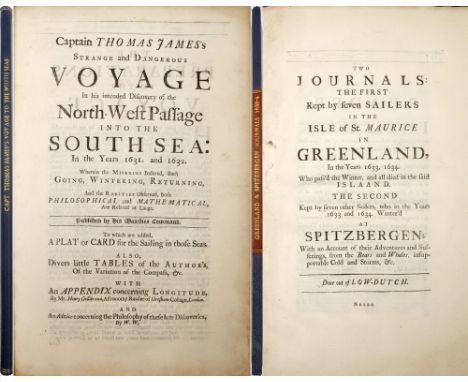 CAPT. THOMAS JAMES'S VOYAGE TO THE SOUTH SEAS
Captain THOMAS JAMES's
STRANGE and DANGEROUS
VOYAGE
In his intended Discovery of the
North-West Passage
INTO THE
SOUTH SEA:
In the Years 1631. and 1632.
Wherein the MISERIES Indured, Both
GOING, WINTERING, RETURNING,
And the RARITIES Observed, both
PHILOSOPHICAL and MATHEMATICAL,
Are Related at Large.
Published by His Majesties Command.
To which are added,
A PLAT or CARD for the Sailing in those Seas.
ALSO,
Divers little TABLES of the AUTHOR's,
Of the Variation of the Compass, &c.
WITH
An APPENDIX concerning LONGITUDE,
By Mr. Henry Gellibrand, Astronomy Reader of Gresham Colledge, London.
AND
An Advise concerning the Philosophy of these late Discoveries,
By W. W.
GREENLAND & SPITZBERGEN JOURNALS 1633-4
TWO
JOURNALS:
THE FIRST
Kept by seven SAILERS
IN THE
ISLE of St. MAURICE
IN
GREENLAND,
In the Years 1633, 1634.
Who pass'd the Winter, and all died in the said
ISLAAND.
THE SECOND
Kept by seven other Sailers, who in the Years
1633 and 1634. Winter'd
AT
SPITZBERGEN:
With an Account of their Adventures and Suf-
ferings, from the Bears and Whales, insup-
portable Cold and Storms, &c.
Done out of LOW-DUTCH.